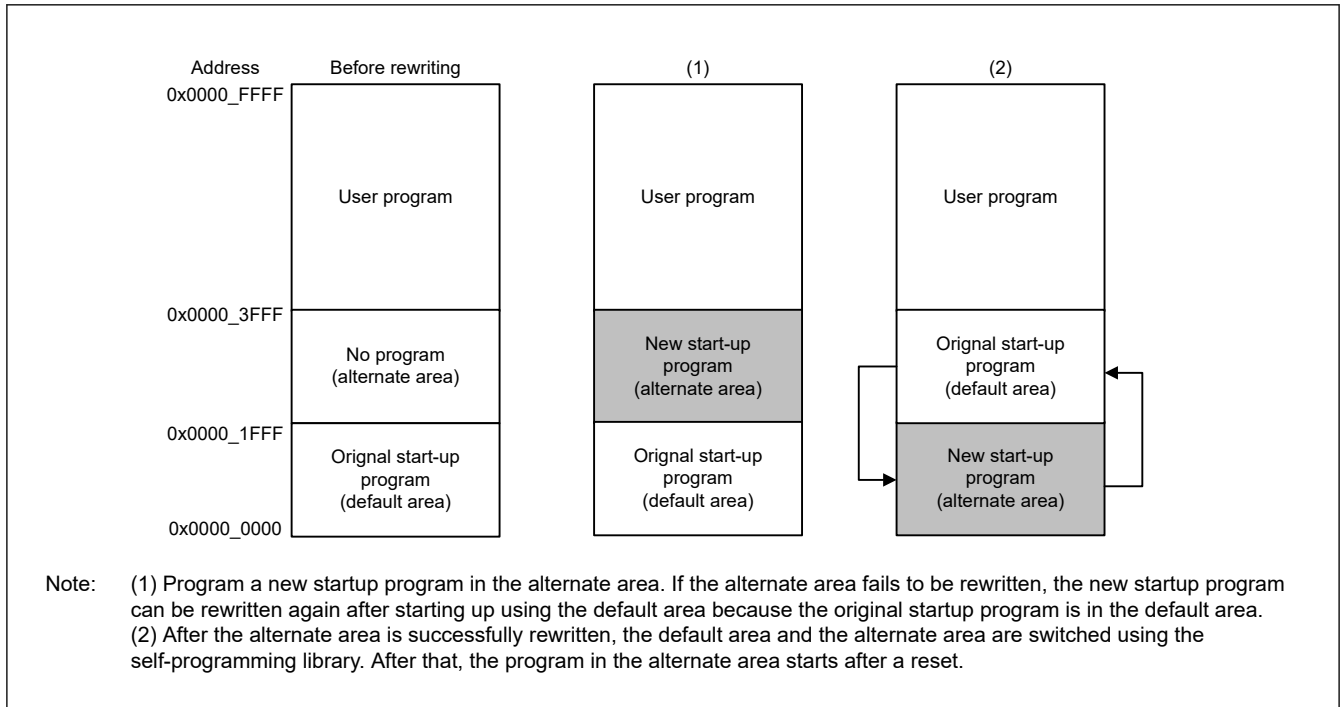 Address Before rewriting (1) (2)
0x0000_FFFF
User program User program User program
0x0000_3FFF
No program
(alternate area)
New start-up
program
(alternate area)
Orignal start-up
program
(default area)
0x0000_1FFF
Orignal start-up
program
(default area)
Orignal start-up
program
(default area)
New start-up
program
(alternate area)
0x0000_0000
Note: (1) Program a new startup program in the alternate area. If the alternate area fails to be rewritten, the new startup program
can be rewritten again after starting up using the default area because the original startup program is in the default area.
(2) After the alternate area is successfully rewritten, the default area and the alternate area are switched using the
self-programming library. After that, the program in the alternate area starts after a reset.